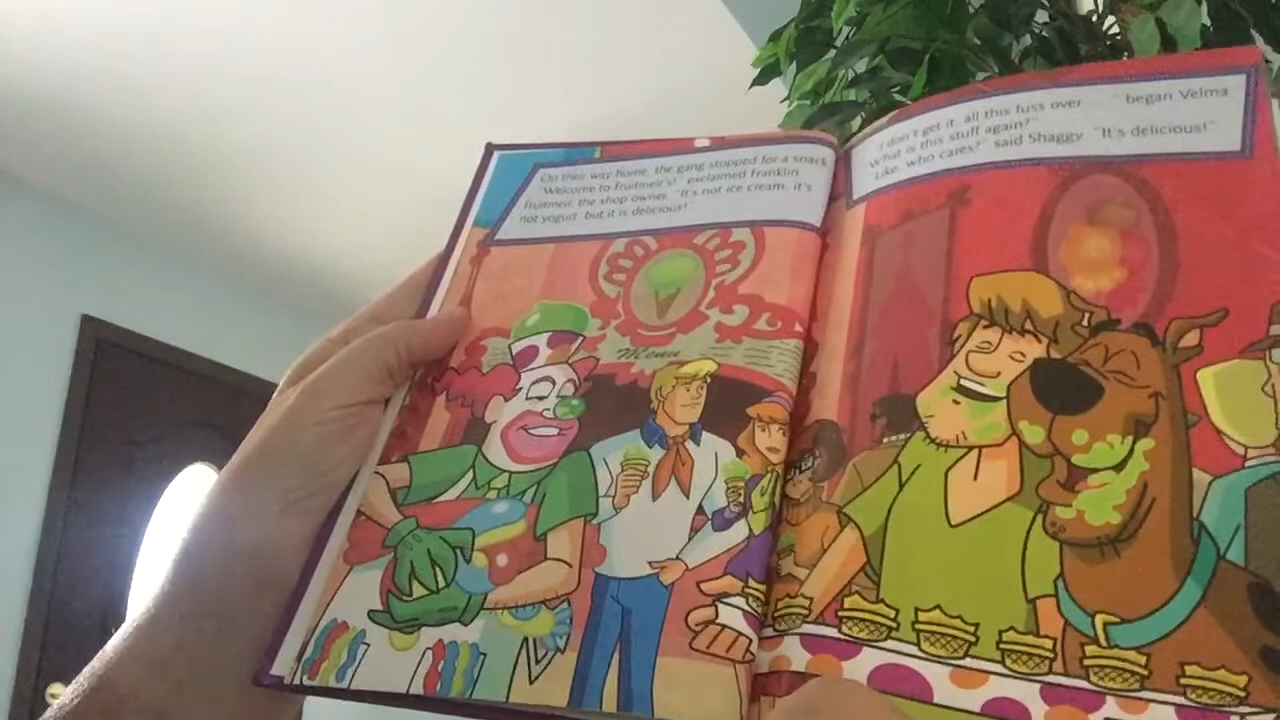 On their way home, the gang stopped for a snack.
"Welcome to Fruitmeir's!" exclaimed Franklin
Fruitmeir, the shop owner. "It's not ice cream, it's
not yogurt, but it is delicious!"
Menu
"I don't get it, all this fuss over . . ." began Velma.
"What is this stuff again?"
"Like, who cares?" said Shaggy. "It's delicious!"